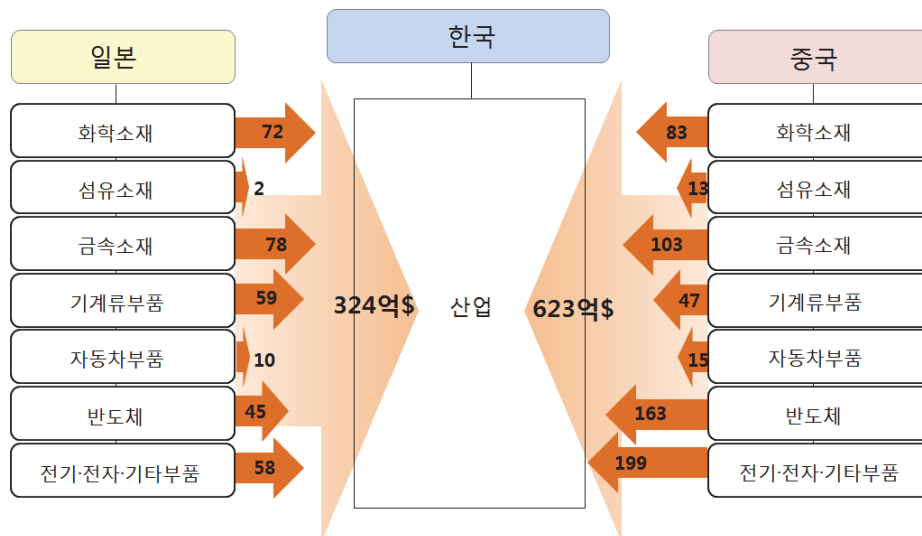 한국
일본
중국
화학소재
72
83
화학소재
섬유소재
2
13
섬유소재
금속소재
78
103
금속소재
기계류부품
59
47
기계류부품
324억$
산업
623억$
자동차부품
10
15
자동차부품
반도체
45
163
반도체
전기·전자·기타부품
58
199
전기·전자·기타부품